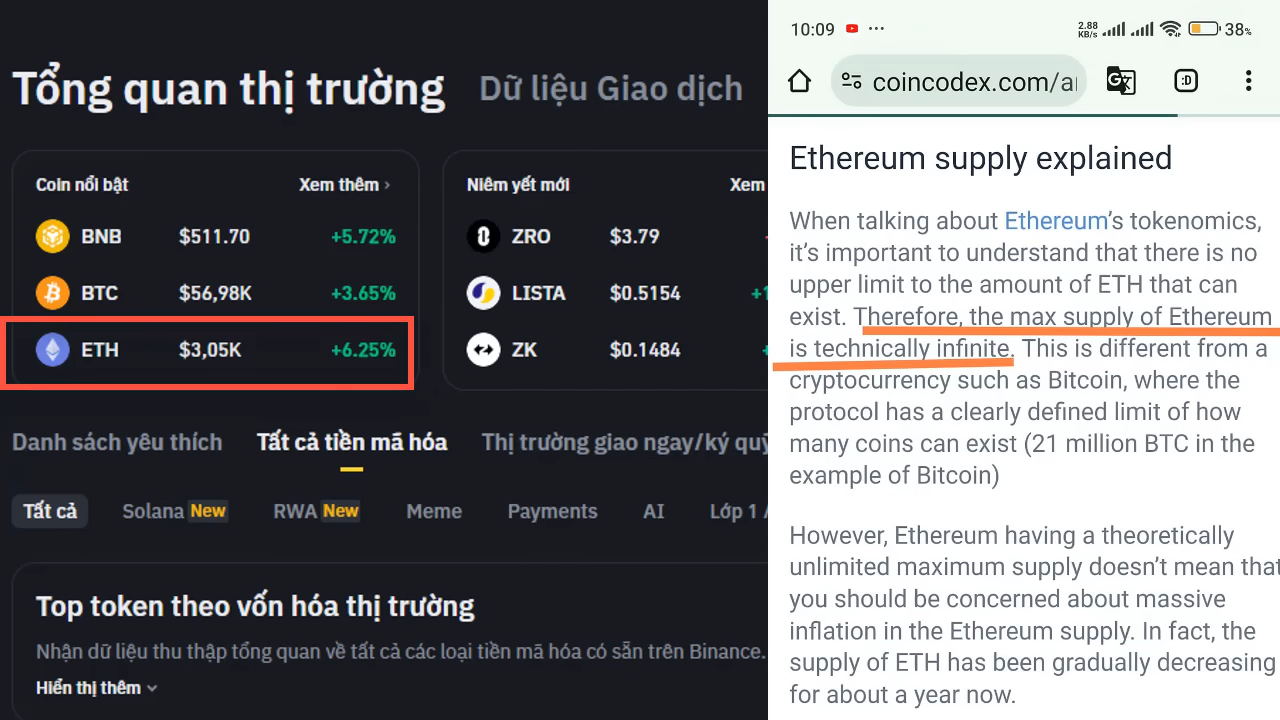 Tổng quan thị trường
Dữ liệu Giao dịch
Coin nổi bật
Xem thêm
BNB $511.70 +5.72%
BTC $56,98K +3.65%
ETH $3,05K +6.25%
Niêm yết mới
Xem
ZRO $3.79
LISTA $0.5154
ZK $0.1484
Danh sách yêu thích
Tất cả tiền mã hóa
Thị trường giao ngay/ký quỹ
Tất cả
Solana New
RWA New
Meme
Payments
AI
Lớp 1 /
Top token theo vốn hóa thị trường
Nhận dữ liệu thu thập tổng quan về tất cả các loại tiền mã hóa có sẵn trên Binance.
Hiển thị thêm
10:09
2.88
KB/s
38%
coincodex.com/a
Ethereum supply explained
When talking about Ethereum’s tokenomics,
it’s important to understand that there is no
upper limit to the amount of ETH that can
exist. Therefore, the max supply of Ethereum
is technically infinite. This is different from a
cryptocurrency such as Bitcoin, where the
protocol has a clearly defined limit of how
many coins can exist (21 million BTC in the
example of Bitcoin)
However, Ethereum having a theoretically
unlimited maximum supply doesn’t mean that
you should be concerned about massive
inflation in the Ethereum supply. In fact, the
supply of ETH has been gradually decreasing
for about a year now.